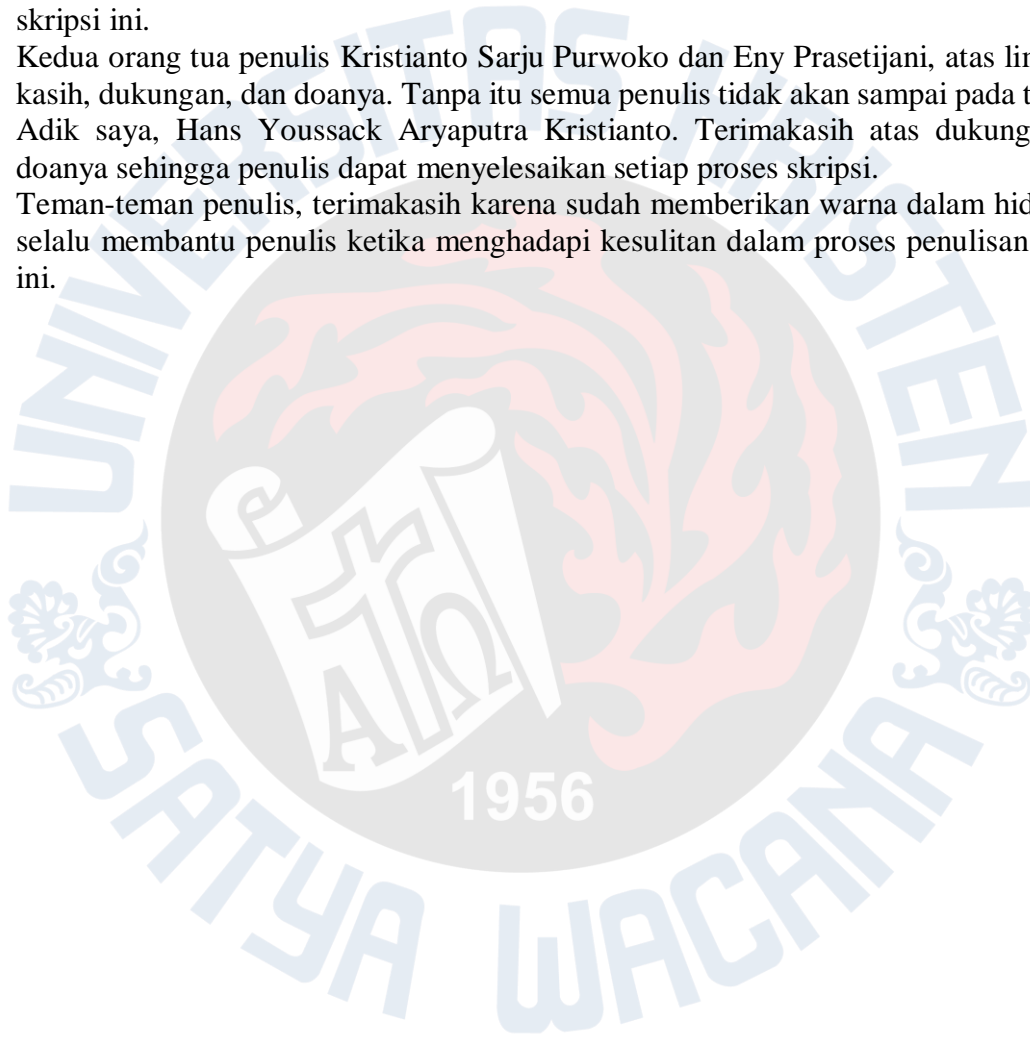 skripsi ini.
Kedua orang tua penulis Kristianto Sarju Purwoko dan Eny Prasetijani, atas
kasih, dukungan, dan doanya. Tanpa itu semua penulis tidak akan sampai pada
Adik saya, Hans Youssack Aryaputra Kristianto. Terimakasih atas
doanya sehingga penulis dapat menyelesaikan setiap proses skripsi.
Teman-teman penulis, terimakasih karena sudah memberikan warna dalam
selalu membantu penulis ketika menghadapi kesulitan dalam proses penulisan
ini.
UNIVERSITAS KRISTEN
A Ω
1956
SATYA WACANA